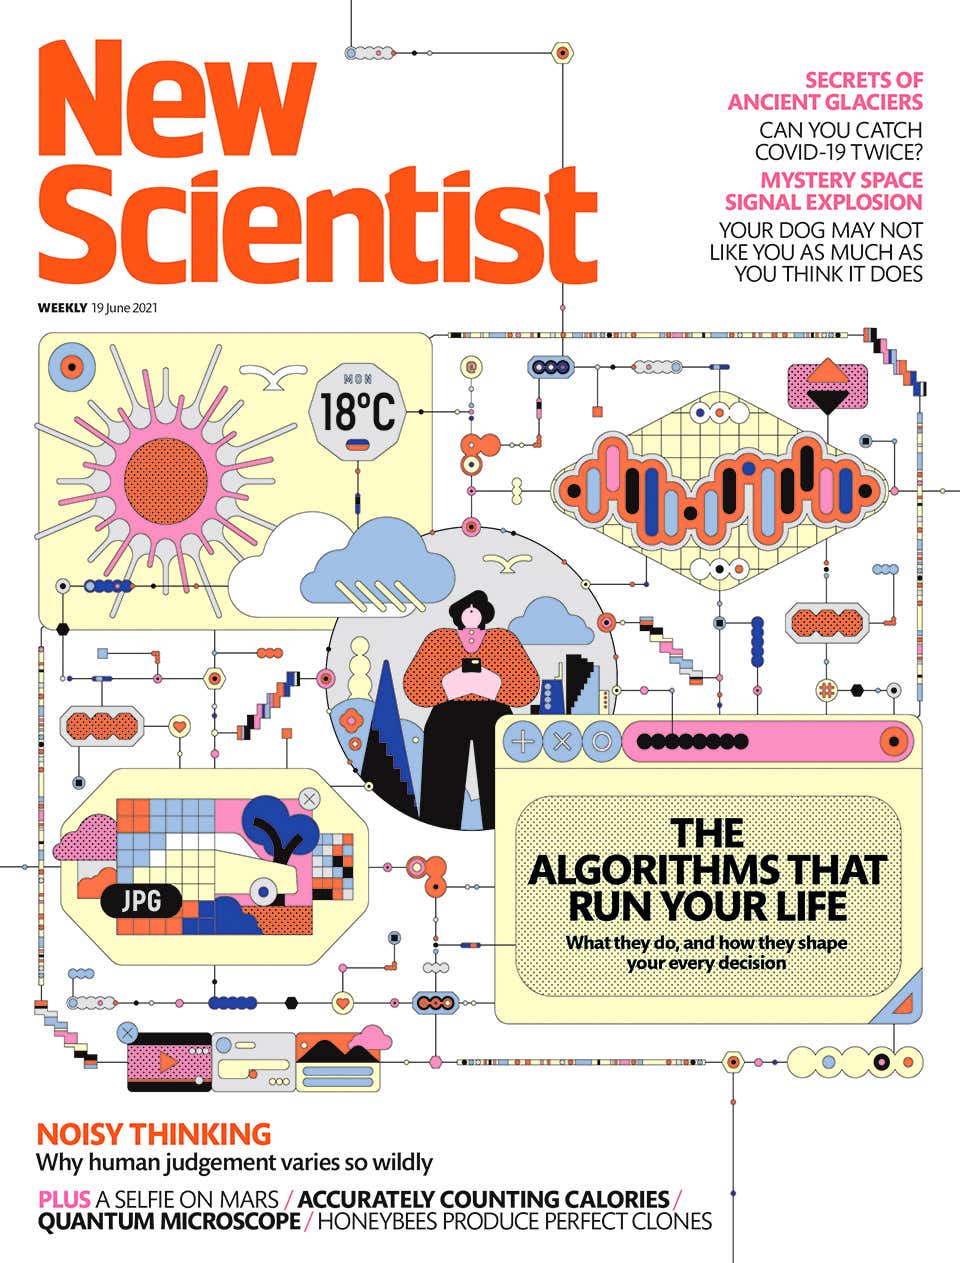 New
Scientist
WEEKLY 19 June 2021
SECRETS OF
ANCIENT GLACIERS
CAN YOU CATCH
COVID-19 TWICE?
MYSTERY SPACE
SIGNAL EXPLOSION
YOUR DOG MAY NOT
LIKE YOU AS MUCH AS
YOU THINK IT DOES
MON
18°C
@
#
JPG
THE
ALGORITHMS THAT
RUN YOUR LIFE
What they do, and how they shape
your every decision
NOISY THINKING
Why human judgement varies so wildly
PLUS A SELFIE ON MARS / ACCURATELY COUNTING CALORIES /
QUANTUM MICROSCOPE / HONEYBEES PRODUCE PERFECT CLONES